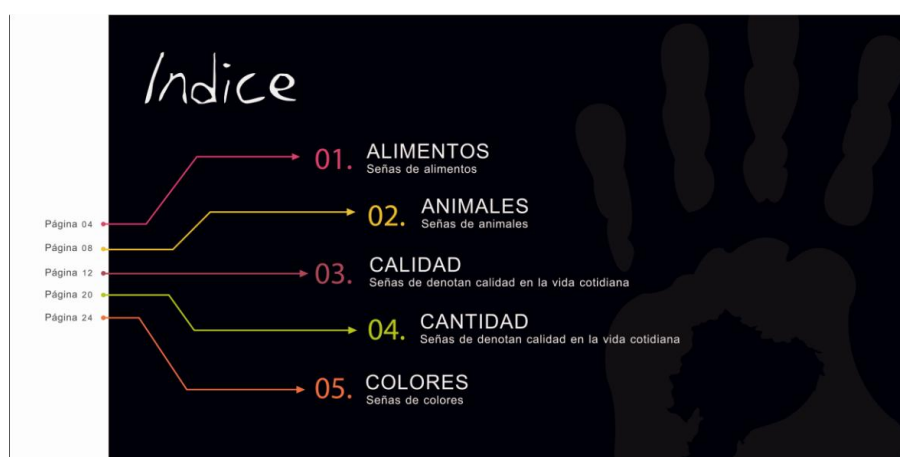 Indice
Página 04
Página 08
Página 12
Página 20
Página 24
01. ALIMENTOS
Señas de alimentos
02. ANIMALES
Señas de animales
03. CALIDAD
Señas de denotan calidad en la vida cotidiana
04. CANTIDAD
Señas de denotan calidad en la vida cotidiana
05. COLORES
Señas de colores